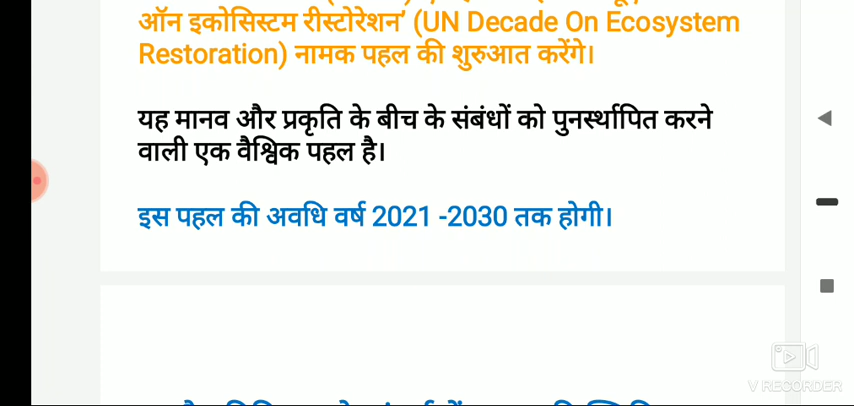 ऑन इकोसिस्टम रीस्टोरेशन’ (UN Decade On Ecosystem
Restoration) नामक पहल की शुरुआत करेंगे।
यह मानव और प्रकृति के बीच के संबंधों को पुनर्स्थापित करने
वाली एक वैश्विक पहल है।
इस पहल की अवधि वर्ष 2021 -2030 तक होगी।
V RECORDER